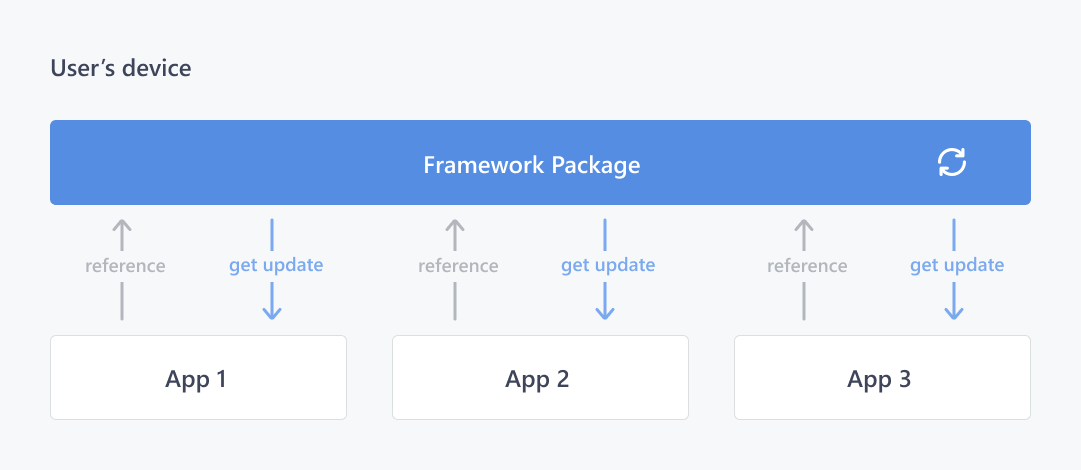 User’s device
Framework Package
reference get update reference get update reference get update
App 1 App 2 App 3